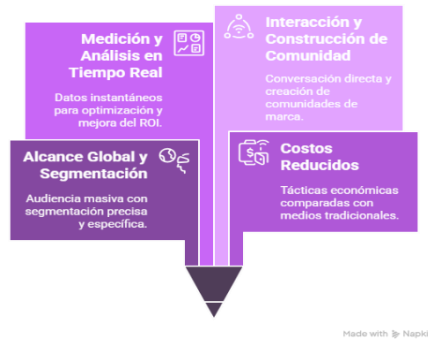 Medición y
Análisis en
Tiempo Real
Datos instantáneos
para optimización y
mejora del ROI.
Interacción y
Construcción de
Comunidad
Conversación directa y
creación de
comunidades de
marca.
Alcance Global y
Segmentación
Audiencia masiva con
segmentación precisa
y específica.
Costos
Reducidos
Tácticas económicas
comparadas con
medios tradicionales.
Made with Napki